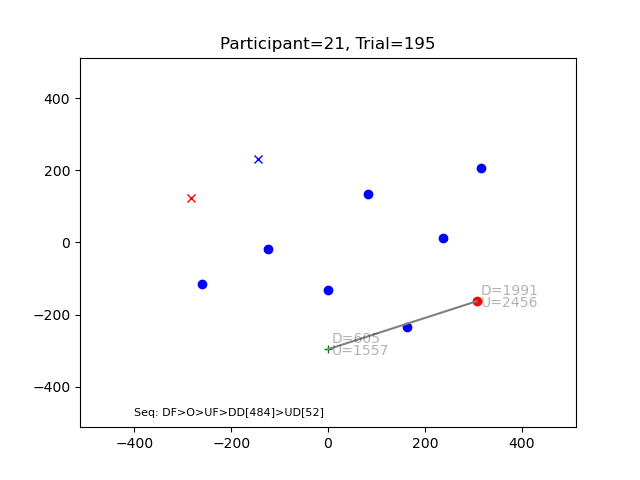 Participant=21, Trial=195
400
200
0
−200
−400
D=1991
U=2456
D=605
U=1557
Seq: DF>O>UF>DD[484]>UD[52]
−400
−200
0
200
400